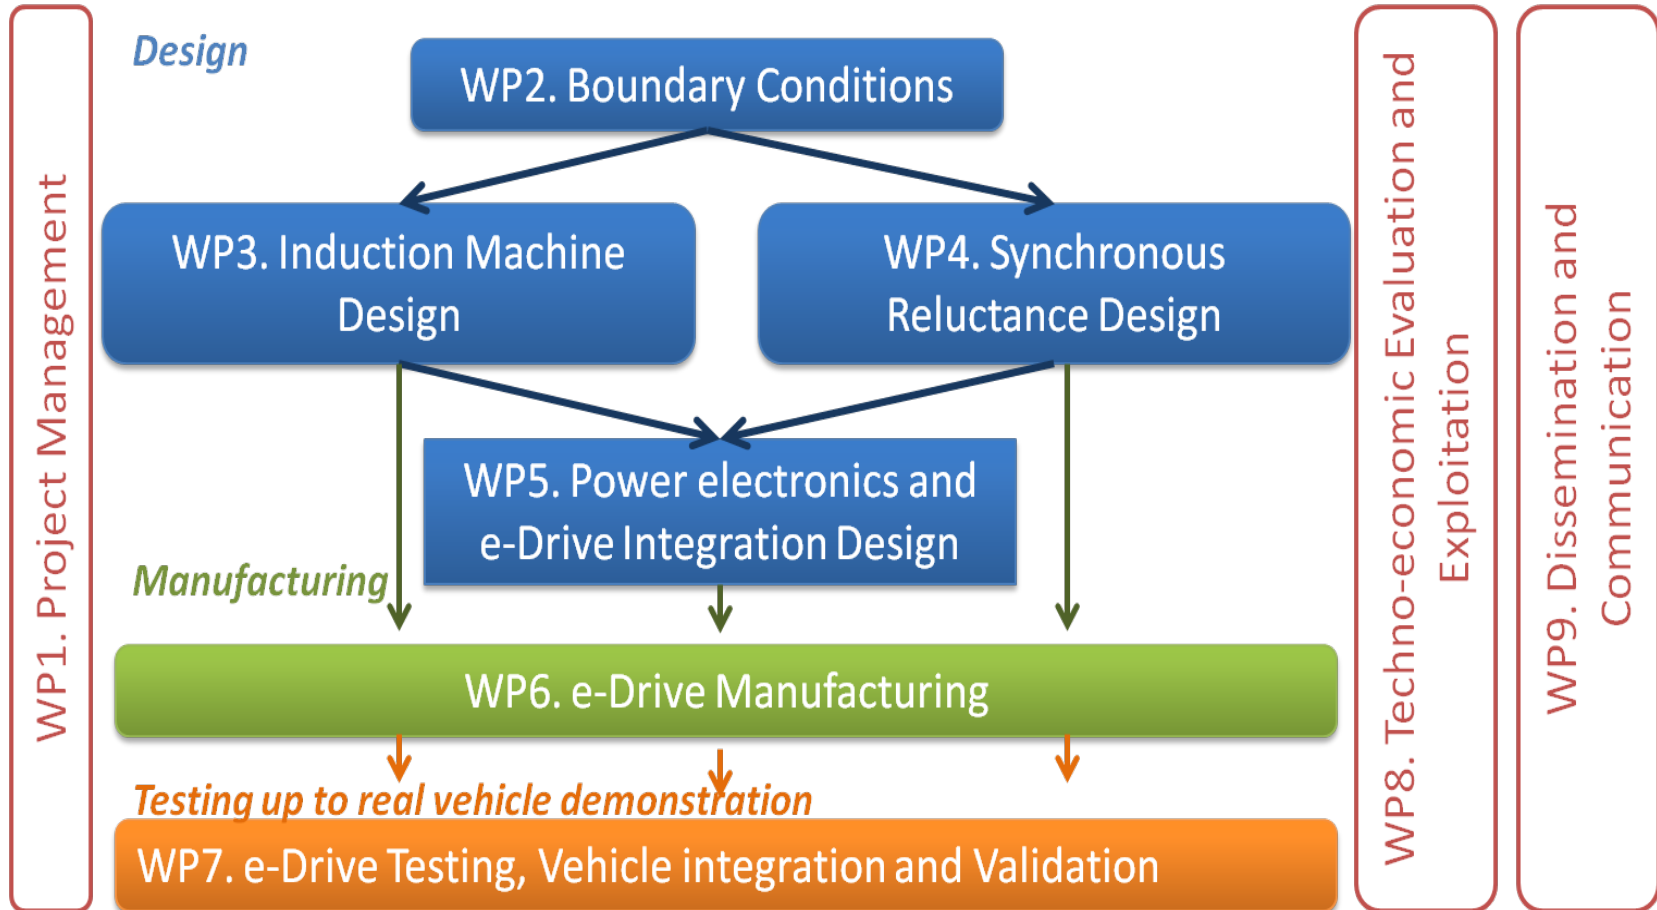 WP1. Project Management
Design
WP2. Boundary Conditions
WP3. Induction Machine
Design
WP4. Synchronous
Reluctance Design
WP5. Power electronics and
e-Drive Integration Design
Manufacturing
WP6. e-Drive Manufacturing
Testing up to real vehicle demonstration
WP7. e-Drive Testing, Vehicle integration and Validation
WP8. Techno-economic Evaluation and
Exploitation
WP9. Dissemination and
Communication